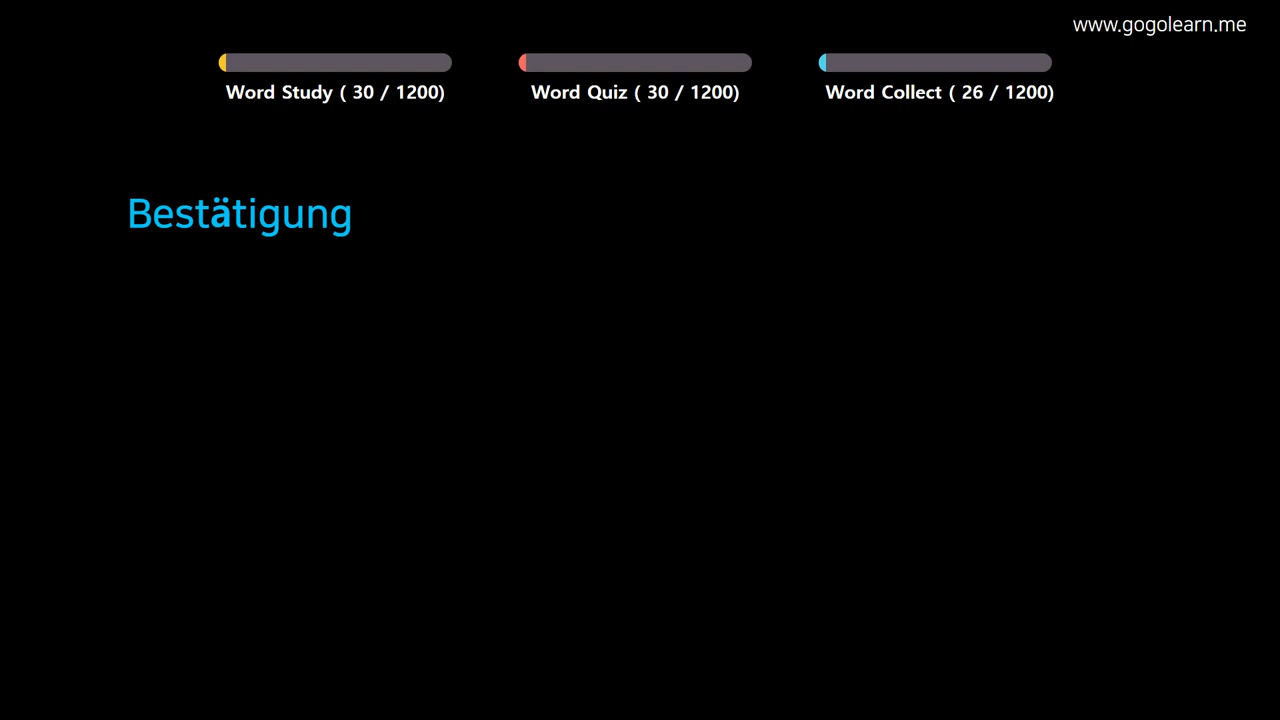 www.gogolearn.me
Word Study ( 30 / 1200)
Word Quiz ( 30 / 1200)
Word Collect ( 26 / 1200)
Bestätigung